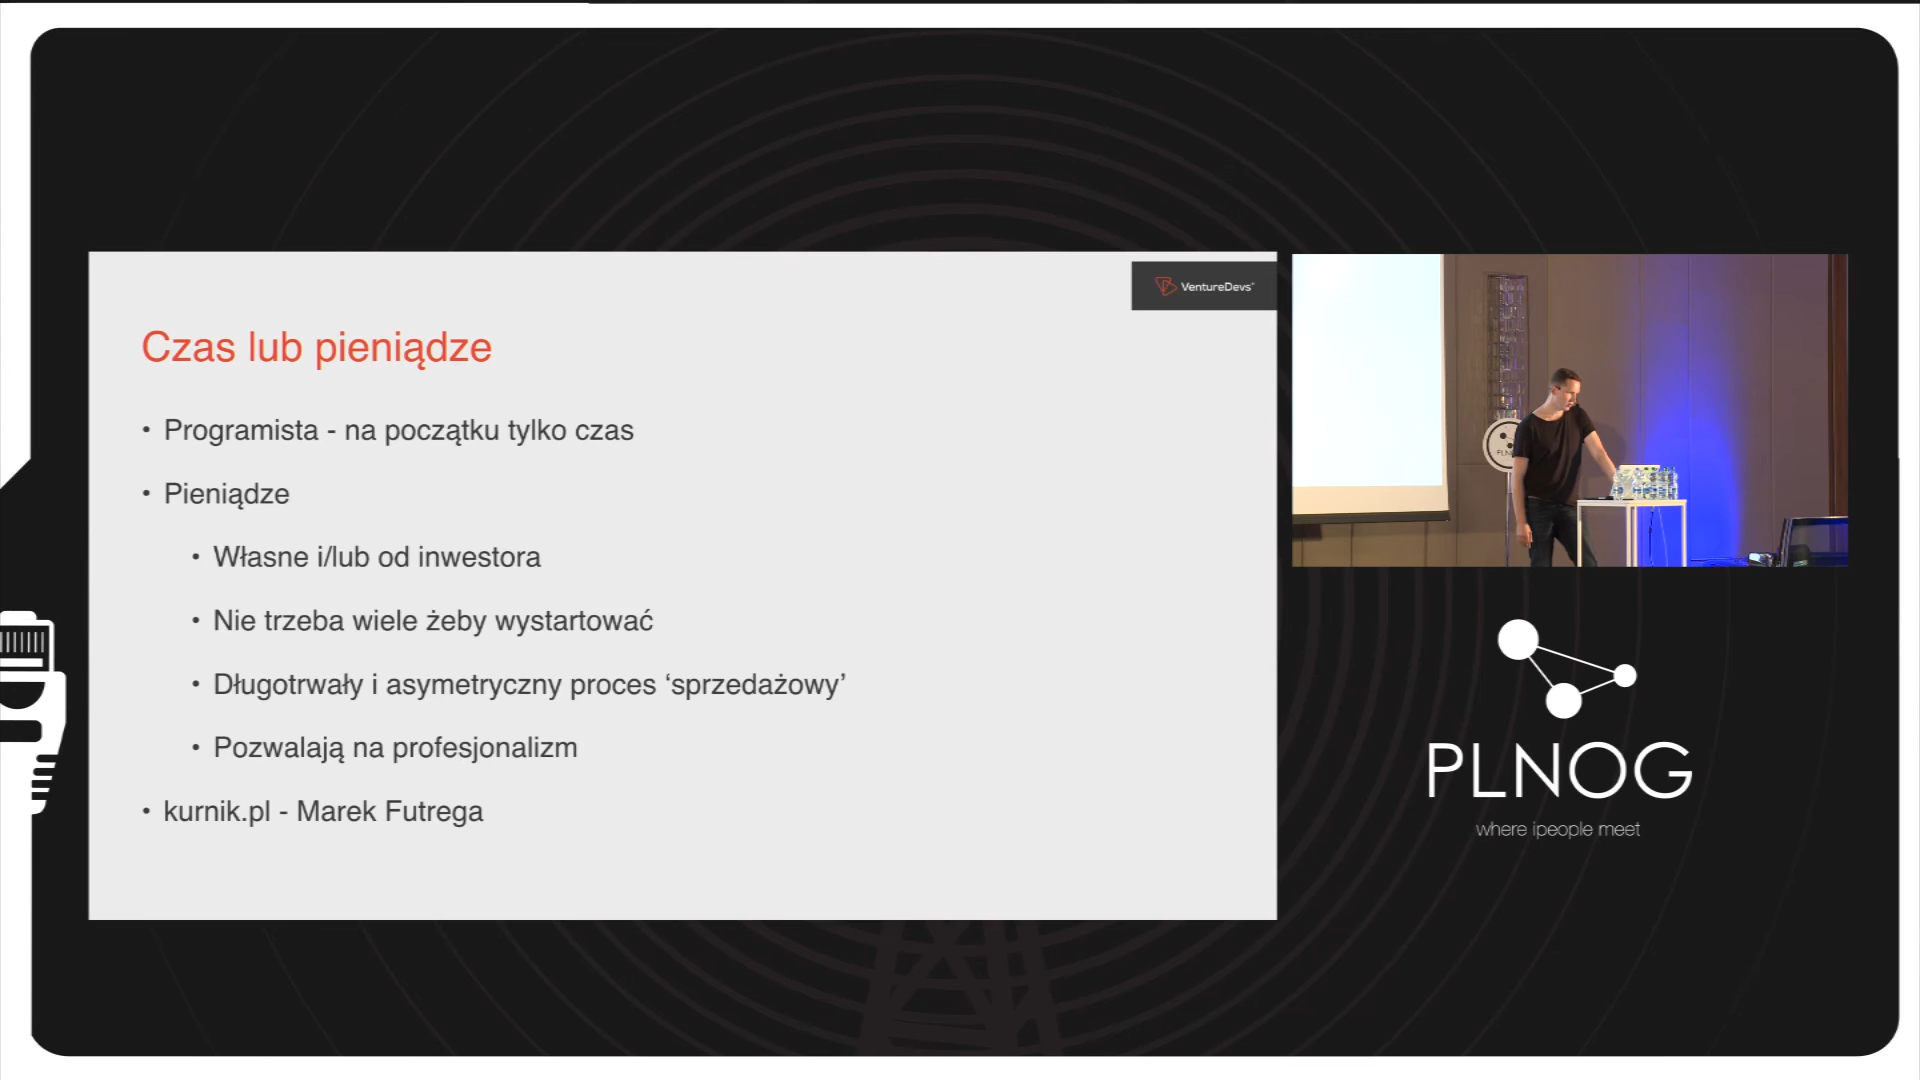 VentureDevs
Czas lub pieniądze
• Programista - na początku tylko czas
• Pieniądze
• Własne i/lub od inwestora
• Nie trzeba wiele żeby wystartować
• Długotrwały i asymetryczny proces ‘sprzedażowy’
• Pozwalają na profesjonalizm
• kurnik.pl - Marek Futrega
PLNOG
where ipeople meet